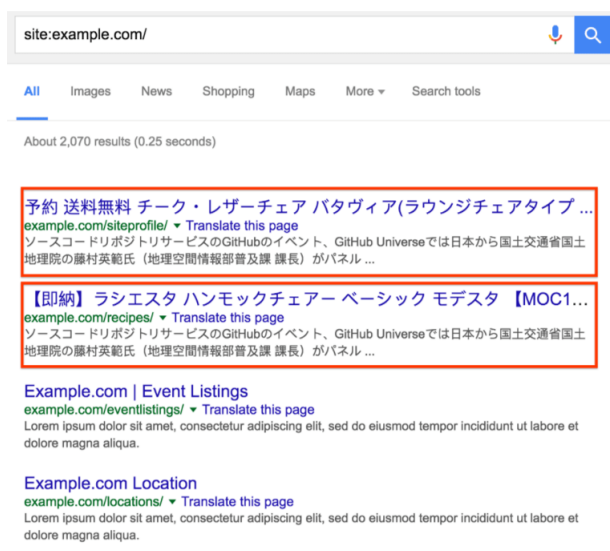 site:example.com/
All Images News Shopping Maps More Search tools
About 2,070 results (0.25 seconds)
予約 送料無料 チーク・レザーチェア バタヴィア(ラウンジチェアタイプ ...
example.com/siteprofile/ Translate this page
ソースコードリポジトリサービスのGitHubのイベント、GitHub Universeでは日本から国土交通省国土
地理院の藤村英範氏（地理空間情報部普及課 課長）がパネル ...
【即納】ラシエスタ ハンモックチェアー ベーシック モデスタ 【MOC1...
example.com/recipes/ Translate this page
ソースコードリポジトリサービスのGitHubのイベント、GitHub Universeでは日本から国土交通省国土
地理院の藤村英範氏（地理空間情報部普及課 課長）がパネル ...
Example.com | Event Listings
example.com/eventlistings/ Translate this page
Lorem ipsum dolor sit amet, consectetur adipiscing elit, sed do eiusmod tempor incididunt ut labore et
dolore magna aliqua.
Example.com Location
example.com/locations/ Translate this page
Lorem ipsum dolor sit amet, consectetur adipiscing elit, sed do eiusmod tempor incididunt ut labore et
dolore magna aliqua.